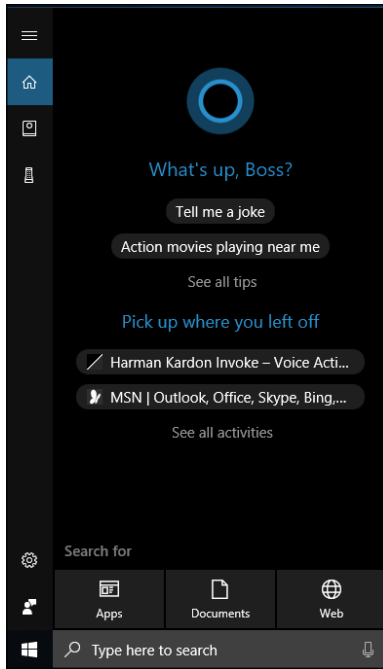 What's up, Boss?
Tell me a joke
Action movies playing near me
See all tips
Pick up where you left off
Harman Kardon Invoke – Voice Acti...
MSN | Outlook, Office, Skype, Bing,...
See all activities
Search for
Apps Documents Web
Type here to search